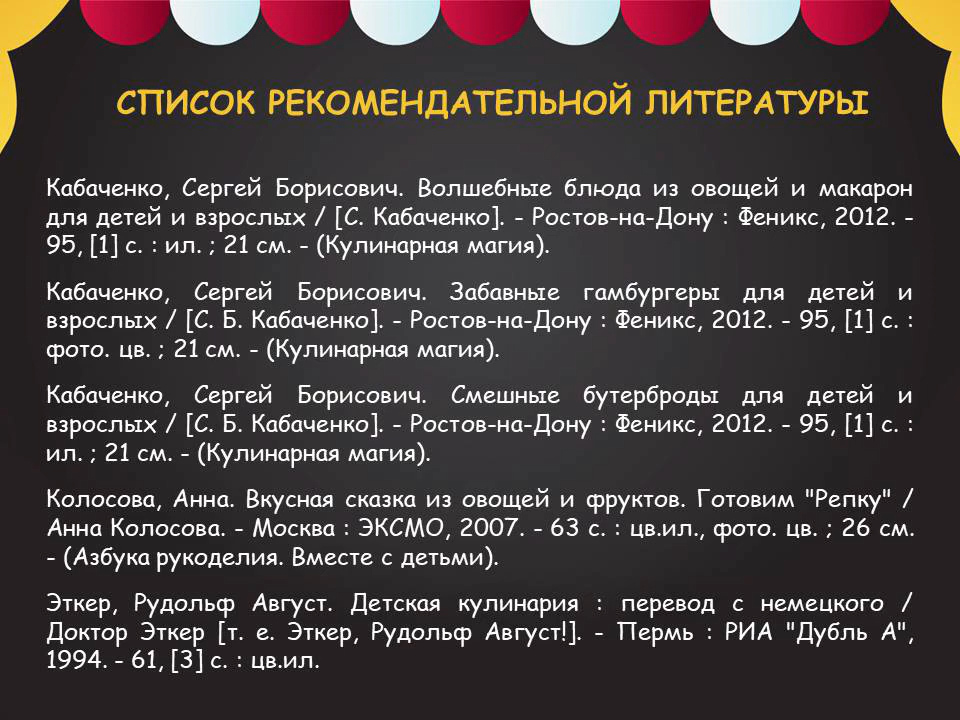 СПИСОК РЕКОМЕНДАТЕЛЬНОЙ ЛИТЕРАТУРЫ
Кабаченко, Сергей Борисович. Волшебные блюда из овощей и макарон
для детей и взрослых / [С. Кабаченко]. - Ростов-на-Дону : Феникс, 2012. -
95, [1] с. : ил. ; 21 см. - (Кулинарная магия).
Кабаченко, Сергей Борисович. Забавные гамбургеры для детей и
взрослых / [С. Б. Кабаченко]. - Ростов-на-Дону : Феникс, 2012. - 95, [1] с. :
фото. цв. ; 21 см. - (Кулинарная магия).
Кабаченко, Сергей Борисович. Смешные бутерброды для детей и
взрослых / [С. Б. Кабаченко]. - Ростов-на-Дону : Феникс, 2012. - 95, [1] с. :
ил. ; 21 см. - (Кулинарная магия).
Колосова, Анна. Вкусная сказка из овощей и фруктов. Готовим "Репку" /
Анна Колосова. - Москва : ЭКСМО, 2007. - 63 с. : цв.ил., фото. цв. ; 26 см.
- (Азбука рукоделия. Вместе с детьми).
Эткер, Рудольф Август. Детская кулинария : перевод с немецкого /
Доктор Эткер [т. е. Эткер, Рудольф Август!]. - Пермь : РИА "Дубль А",
1994. - 61, [3] с. : цв.ил.